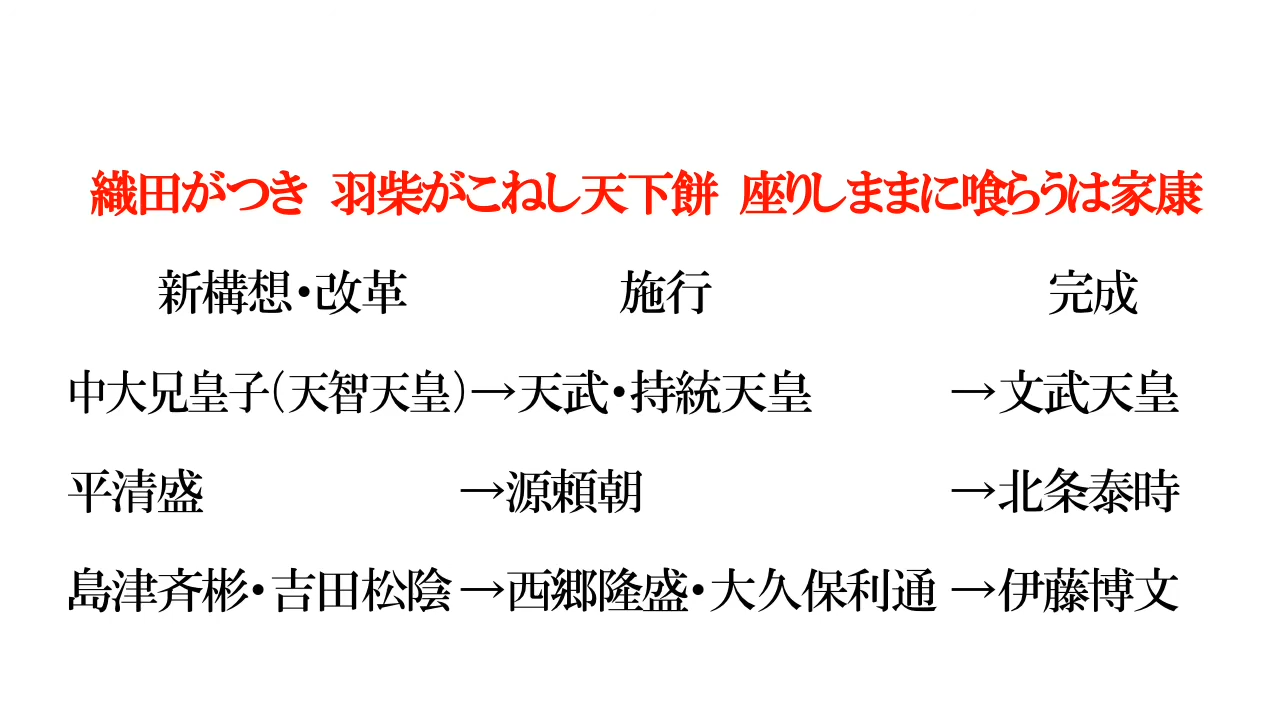 織田がつき 羽柴がこねし天下餅 座りしままに喰らうは家康
新構想・改革 施行 完成
中大兄皇子(天智天皇)→天武・持統天皇 →文武天皇
平清盛 →源頼朝 →北条泰時
島津斉彬・吉田松陰 →西郷隆盛・大久保利通 →伊藤博文